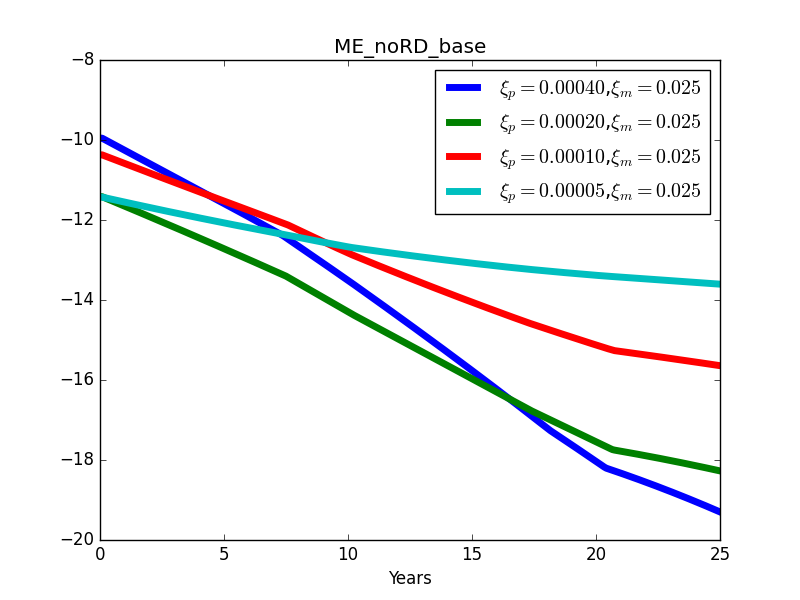 ME_noRD_base
ξp = 0.00040,ξm = 0.025
ξp = 0.00020,ξm = 0.025
ξp = 0.00010,ξm = 0.025
ξp = 0.00005,ξm = 0.025
−8
−10
−12
−14
−16
−18
−20
0 5 10 15 20 25
Years